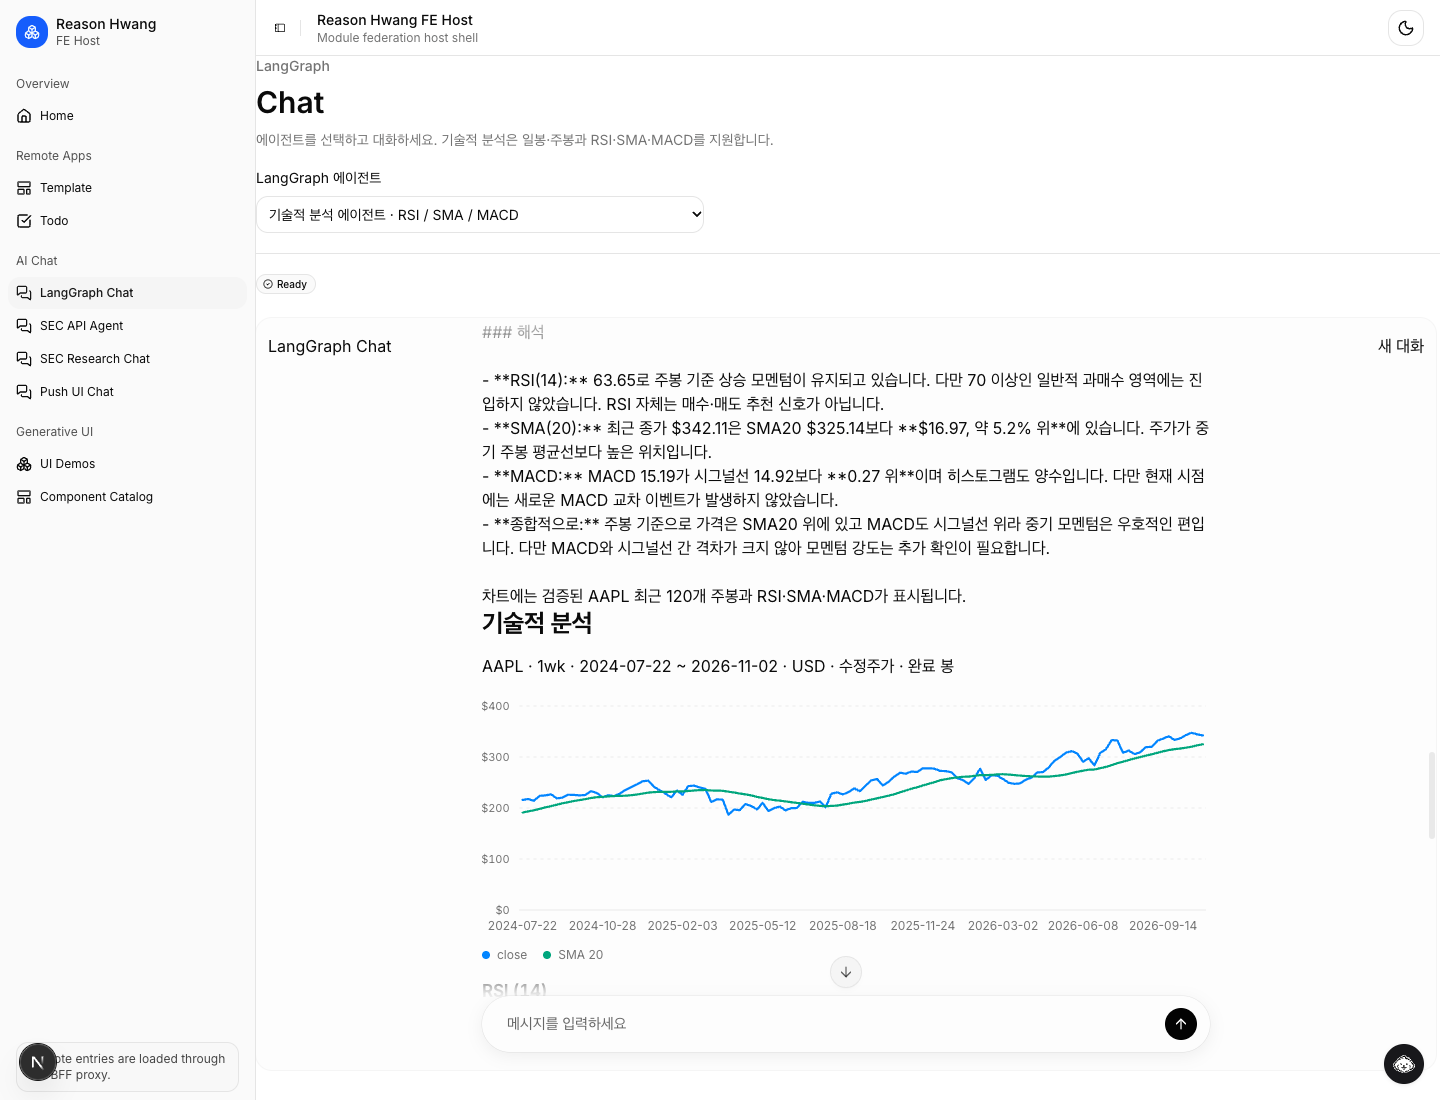 Reason Hwang
FE Host
Overview
Home
Remote Apps
Template
Todo
AI Chat
LangGraph Chat
SEC API Agent
SEC Research Chat
Push UI Chat
Generative UI
UI Demos
Component Catalog
ote entries are loaded through
BFF proxy.
N
Reason Hwang FE Host
Module federation host shell
LangGraph
Chat
에이전트를 선택하고 대화하세요. 기술적 분석은 일봉·주봉과 RSI·SMA·MACD를 지원합니다.
LangGraph 에이전트
기술적 분석 에이전트 · RSI / SMA / MACD
Ready
LangGraph Chat
새 대화
### 해석
- **RSI(14):** 63.65로 주봉 기준 상승 모멘텀이 유지되고 있습니다. 다만 70 이상인 일반적 과매수 영역에는 진
입하지 않았습니다. RSI 자체는 매수·매도 추천 신호가 아닙니다.
- **SMA(20):** 최근 종가 $342.11은 SMA20 $325.14보다 **$16.97, 약 5.2% 위**에 있습니다. 주가가 중
기 주봉 평균선보다 높은 위치입니다.
- **MACD:** MACD 15.19가 시그널선 14.92보다 **0.27 위**이며 히스토그램도 양수입니다. 다만 현재 시점
에는 새로운 MACD 교차 이벤트가 발생하지 않았습니다.
- **종합적으로:** 주봉 기준으로 가격은 SMA20 위에 있고 MACD도 시그널선 위라 중기 모멘텀은 우호적인 편입
니다. 다만 MACD와 시그널선 간 격차가 크지 않아 모멘텀 강도는 추가 확인이 필요합니다.
차트에는 검증된 AAPL 최근 120개 주봉과 RSI·SMA·MACD가 표시됩니다.
기술적 분석
AAPL · 1wk · 2024-07-22 ~ 2026-11-02 · USD · 수정주가 · 완료 봉
$400
$300
$200
$100
$0
2024-07-22 2024-10-28 2025-02-03 2025-05-12 2025-08-18 2025-11-24 2026-03-02 2026-06-08 2026-09-14
close SMA 20
RSI (14)
메시지를 입력하세요